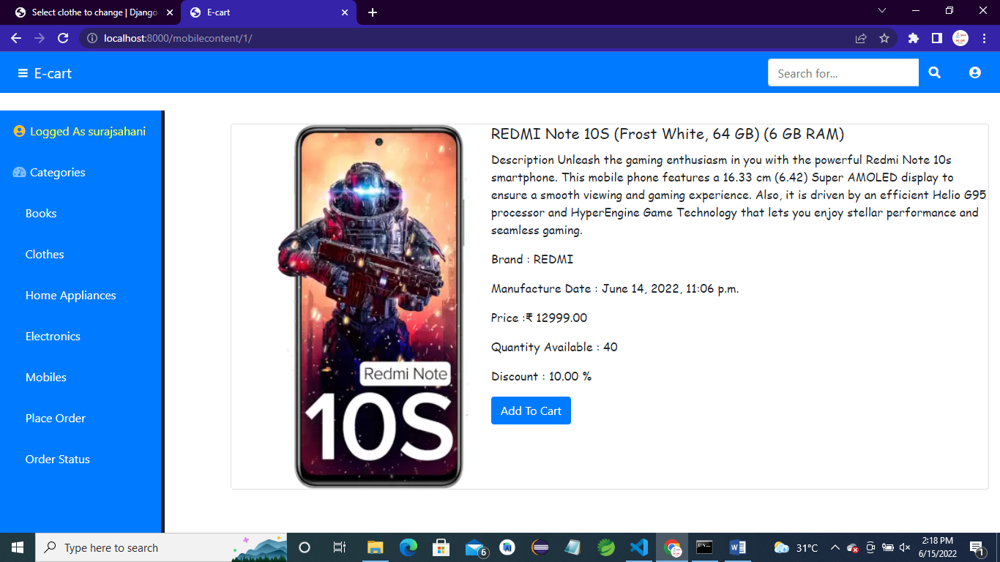 Select clothe to change | Django
E-cart
localhost:8000/mobilecontent/1/
E-cart
Search for...
Logged As surajsahani
Categories
Books
Clothes
Home Appliances
Electronics
Mobiles
Place Order
Order Status
Redmi Note
10S
REDMI Note 10S (Frost White, 64 GB) (6 GB RAM)
Description Unleash the gaming enthusiasm in you with the powerful Redmi Note 10s
smartphone. This mobile phone features a 16.33 cm (6.42) Super AMOLED display to
ensure a smooth viewing and gaming experience. Also, it is driven by an efficient Helio G95
processor and HyperEngine Game Technology that lets you enjoy stellar performance and
seamless gaming.
Brand : REDMI
Manufacture Date : June 14, 2022, 11:06 p.m.
Price :₹ 12999.00
Quantity Available : 40
Discount : 10.00 %
Add To Cart
Type here to search
6
31°C
2:18 PM
6/15/2022
1